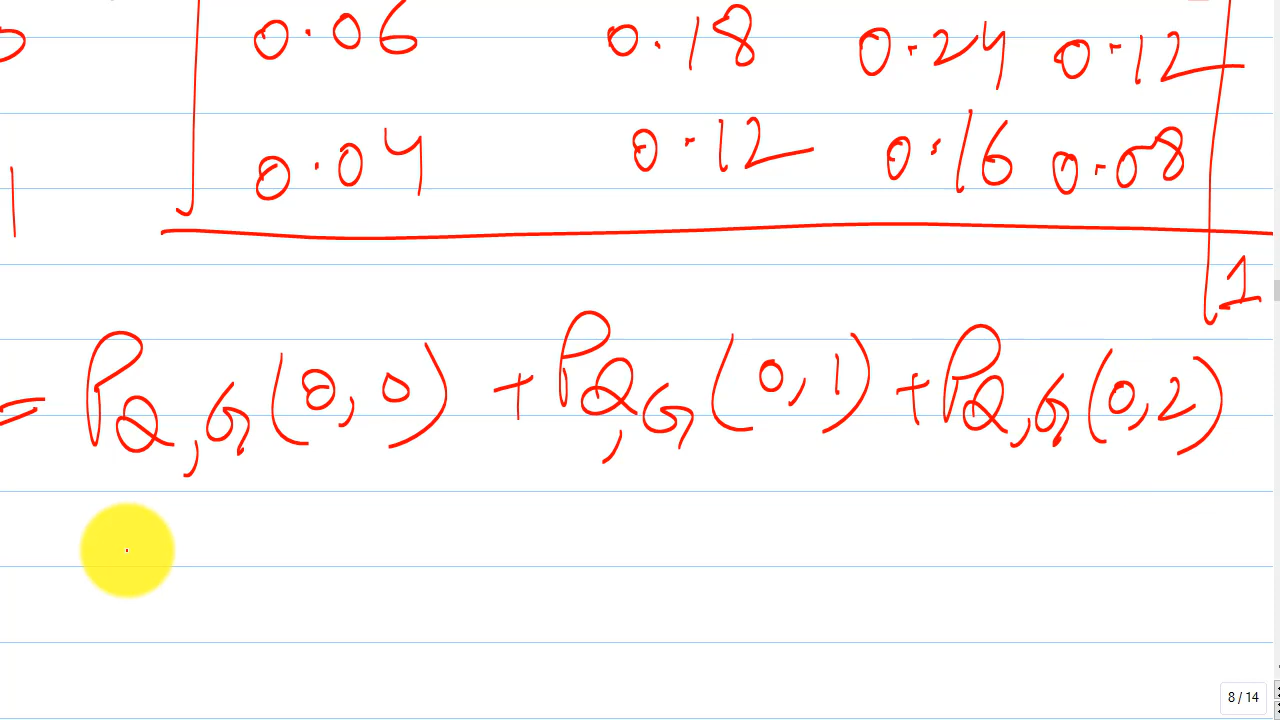 0 0.06 0.18 0.24 0.12
1 0.04 0.12 0.16 0.08
1
= P_{Q,G}(0,0) + P_{Q,G}(0,1) + P_{Q,G}(0,2)
8 / 14